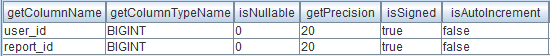 getColumnName getColumnTypeName isNullable getPrecision isSigned isAutoIncrement
user_id BIGINT 0 20 true false
report_id BIGINT 0 20 true false